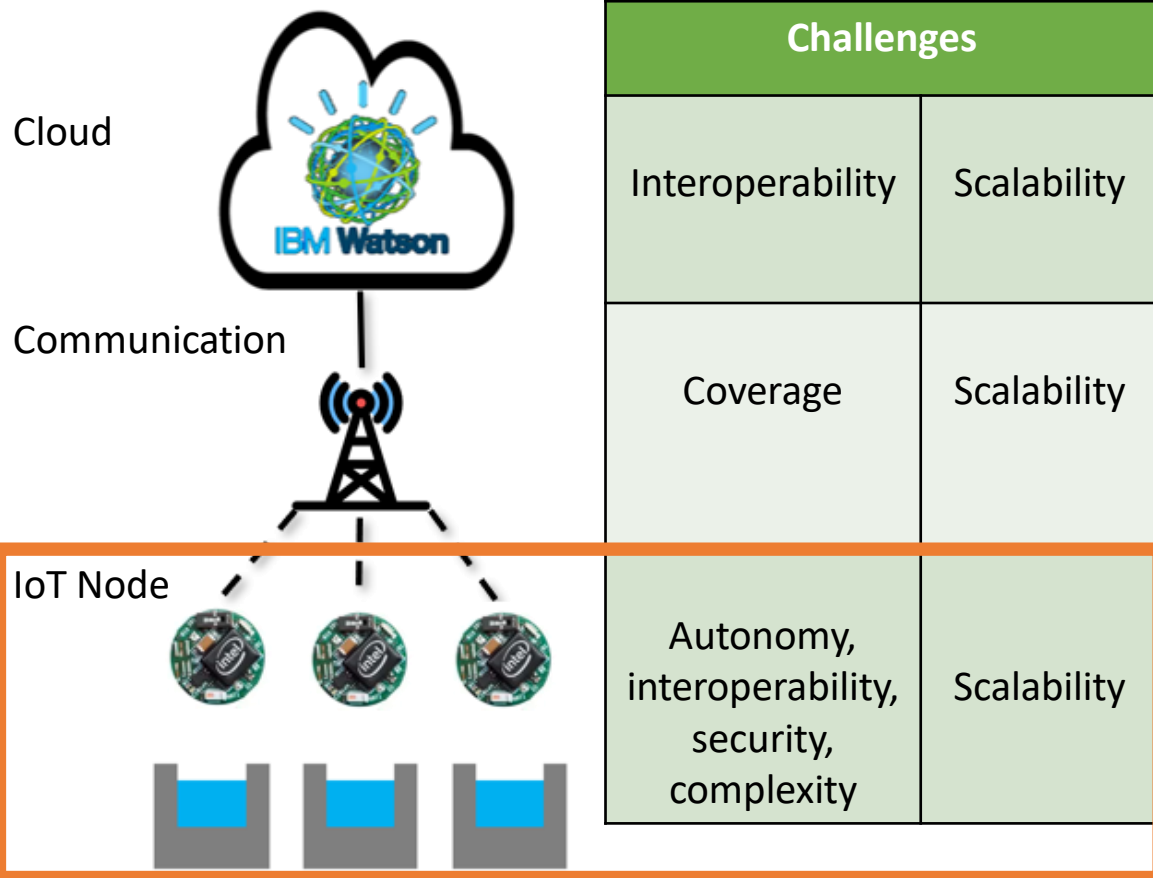 Challenges
Cloud
IBM Watson
Interoperability
Scalability
Communication
Coverage
Scalability
IoT Node
intel
intel
intel
Autonomy,
interoperability,
security,
complexity
Scalability